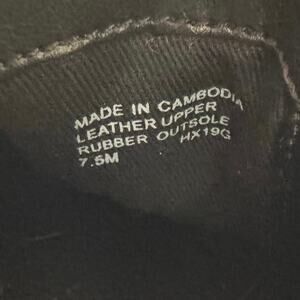 MADE IN CAMBODIA
LEATHER UPPER
RUBBER OUTSOLE
7.5M HX19G